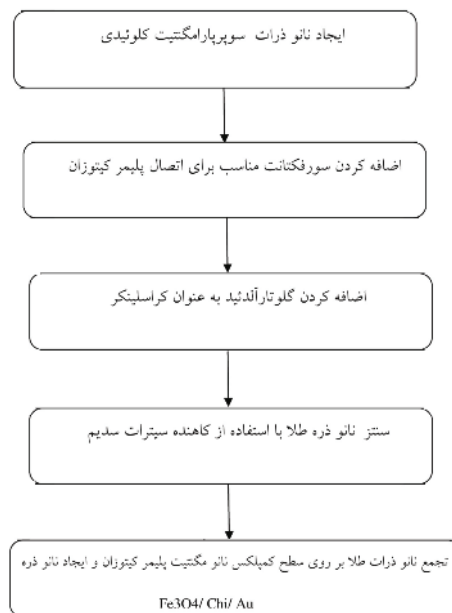 ایجاد نانو ذرات سوپرپارامگنتیت کلوئیدی
اضافه کردن سورفکتانت مناسب برای اتصال پلیمر کیتوزان
اضافه کردن گلوتارآلدئید به عنوان کراسلینکر
سنتز نانو ذره طلا با استفاده از کاهنده سیترات سدیم
تجمع نانو ذرات طلا بر روی سطح کمپلکس نانو مگنتیت پلیمر کیتوزان و ایجاد نانو ذره
Fe3O4/ Chi/ Au